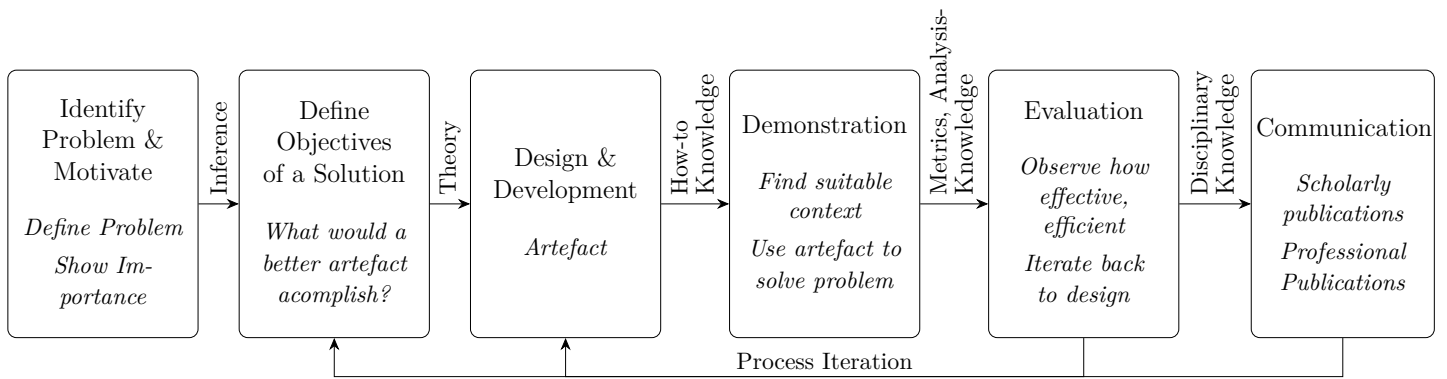 Identify
Problem &
Motivate
Define Problem
Show Im-
portance
Inference
Define
Objectives
of a Solution
What would a
better artefact
acomplish?
Theory
Design &
Development
Artefact
How-to
Knowledge
Demonstration
Find suitable
context
Use artefact to
solve problem
Metrics, Analysis-
Knowledge
Evaluation
Observe how
effective,
efficient
Iterate back
to design
Disciplinary
Knowledge
Communication
Scholarly
publications
Professional
Publications
Process Iteration